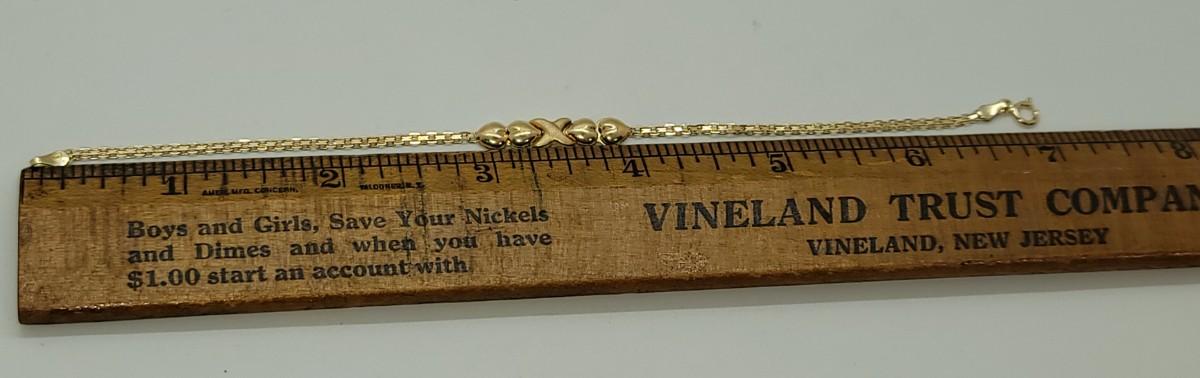 1 2 3 4 5 6 7 8
Boys and Girls, Save Your Nickels
and Dimes and when you have
$1.00 start an account with
VINELAND TRUST COMPAN
VINELAND, NEW JERSEY